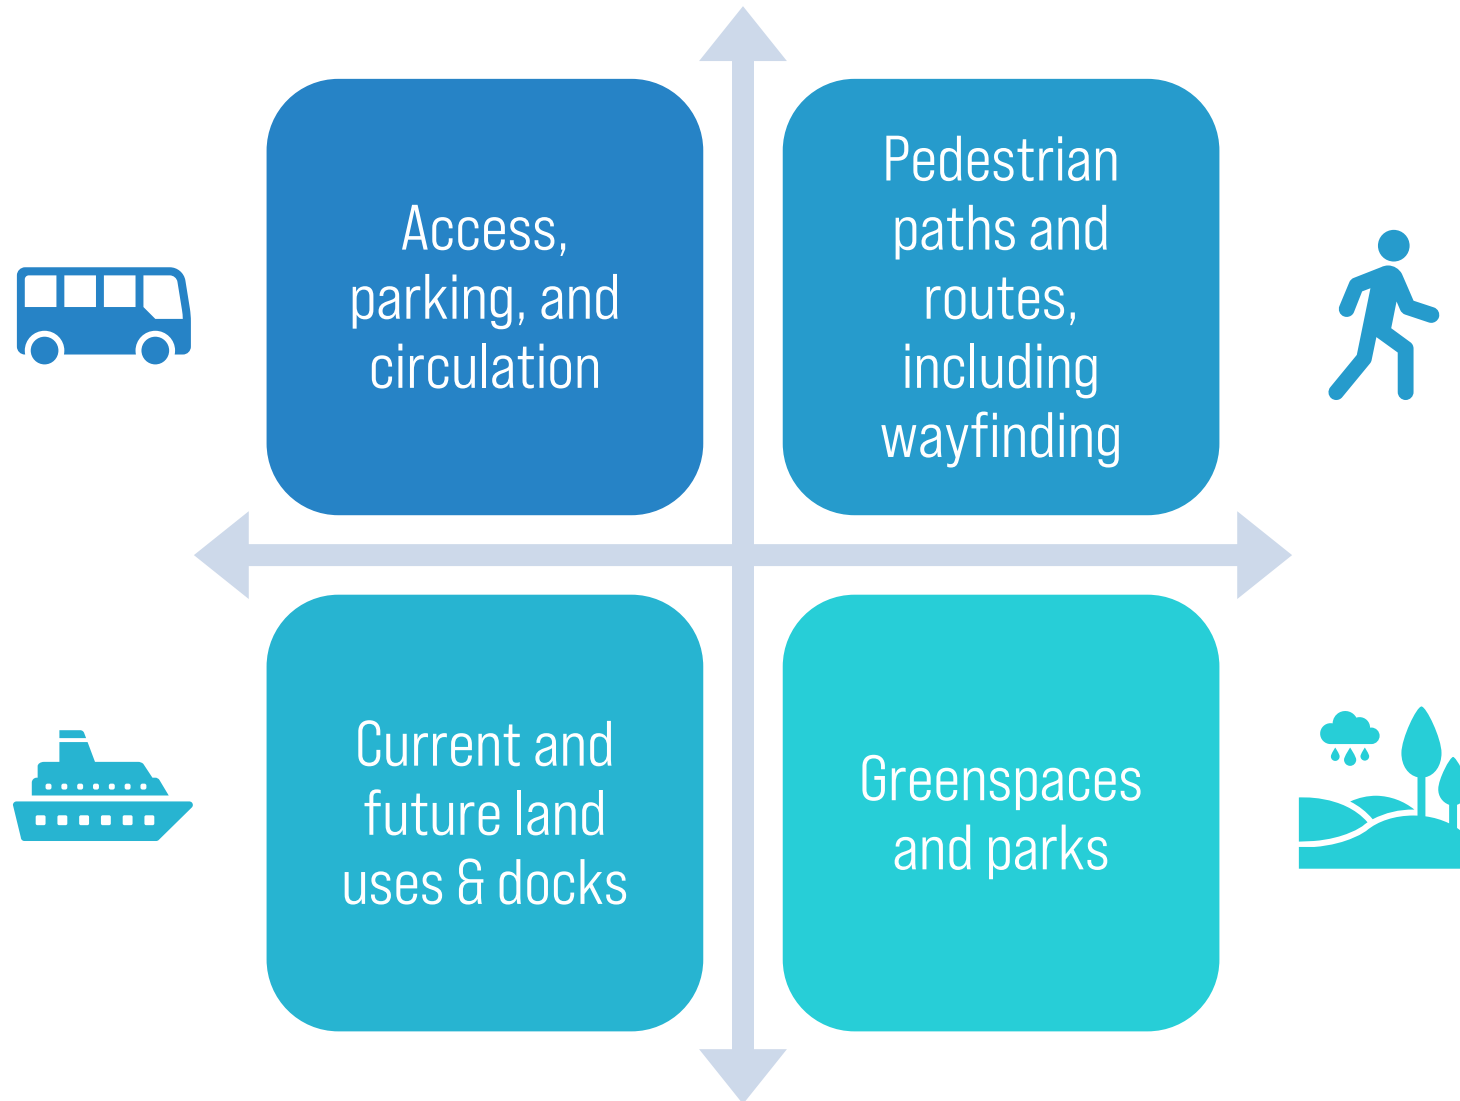 Access,
parking, and
circulation
Pedestrian
paths and
routes,
including
wayfinding
Current and
future land
uses & docks
Greenspaces
and parks